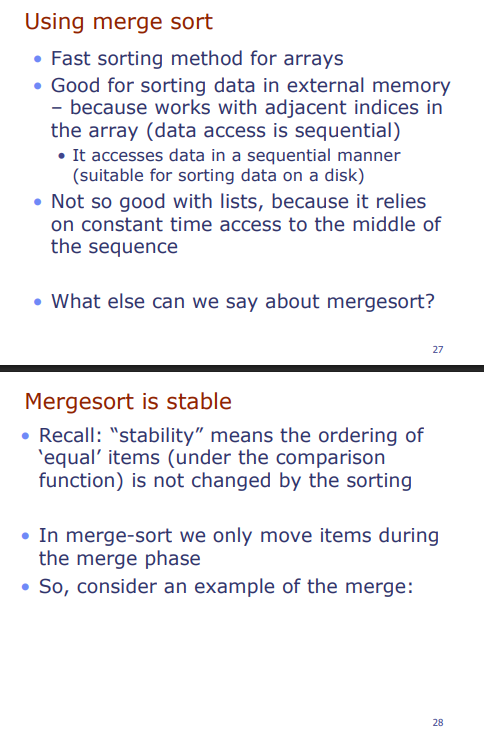 Using merge sort
• Fast sorting method for arrays
• Good for sorting data in external memory
– because works with adjacent indices in
the array (data access is sequential)
• It accesses data in a sequential manner
(suitable for sorting data on a disk)
• Not so good with lists, because it relies
on constant time access to the middle of
the sequence
• What else can we say about mergesort?
27
Mergesort is stable
• Recall: “stability” means the ordering of
‘equal’ items (under the comparison
function) is not changed by the sorting
• In merge-sort we only move items during
the merge phase
• So, consider an example of the merge:
28